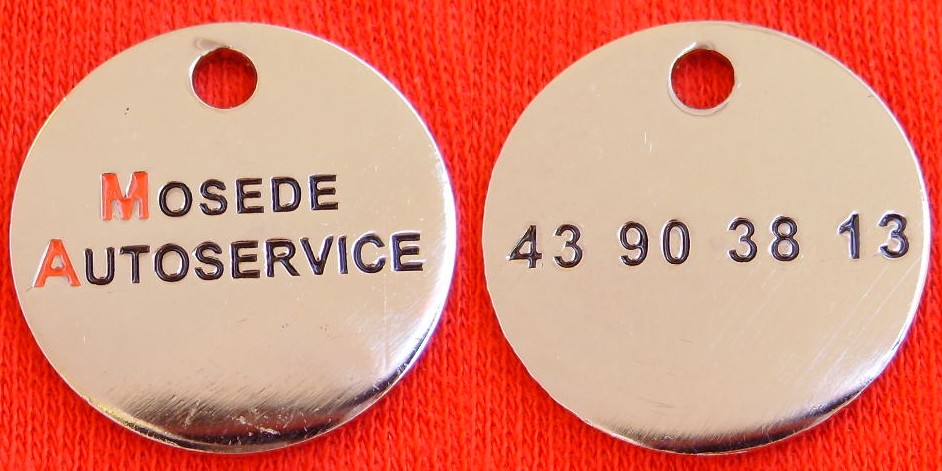 MOSEDE
AUTOSERVICE
43 90 38 13